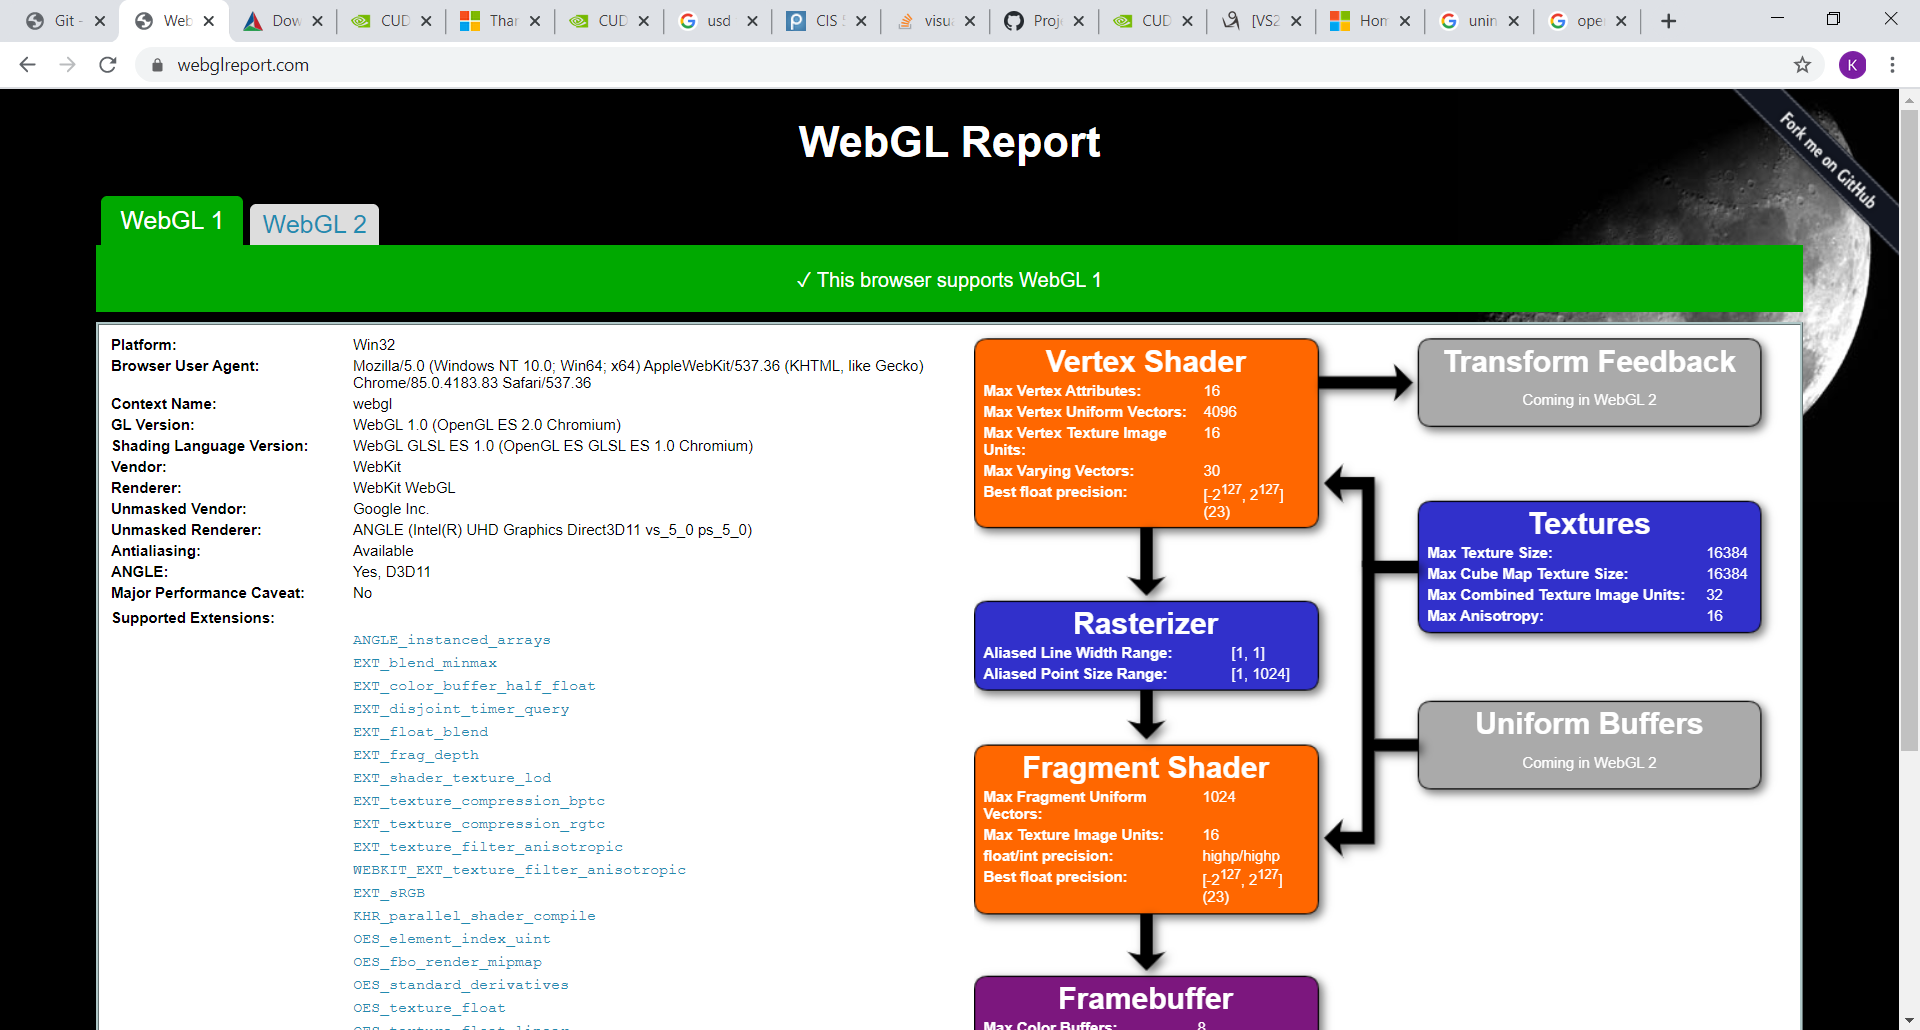 Git -
Web
Dow
CUD
Thar
CUD
usd
CIS
visu
Proj
CUD
[VS2
Hom
unin
ope
webglreport.com
K
Fork me on GitHub
WebGL Report
WebGL 1
WebGL 2
✓ This browser supports WebGL 1
Platform: Win32
Browser User Agent: Mozilla/5.0 (Windows NT 10.0; Win64; x64) AppleWebKit/537.36 (KHTML, like Gecko)
Chrome/85.0.4183.83 Safari/537.36
Context Name: webgl
GL Version: WebGL 1.0 (OpenGL ES 2.0 Chromium)
Shading Language Version: WebGL GLSL ES 1.0 (OpenGL ES GLSL ES 1.0 Chromium)
Vendor: WebKit
Renderer: WebKit WebGL
Unmasked Vendor: Google Inc.
Unmasked Renderer: ANGLE (Intel(R) UHD Graphics Direct3D11 vs_5_0 ps_5_0)
Antialiasing: Available
ANGLE: Yes, D3D11
Major Performance Caveat: No
Supported Extensions:
ANGLE_instanced_arrays
EXT_blend_minmax
EXT_color_buffer_half_float
EXT_disjoint_timer_query
EXT_float_blend
EXT_frag_depth
EXT_shader_texture_lod
EXT_texture_compression_bptc
EXT_texture_compression_rgtc
EXT_texture_filter_anisotropic
WEBKIT_EXT_texture_filter_anisotropic
EXT_sRGB
KHR_parallel_shader_compile
OES_element_index_uint
OES_fbo_render_mipmap
OES_standard_derivatives
OES_texture_float
OES_texture_float_linear
Vertex Shader
Max Vertex Attributes: 16
Max Vertex Uniform Vectors: 4096
Max Vertex Texture Image 16
Units:
Max Varying Vectors: 30
Best float precision: [-2^127, 2^127]
(23)
Rasterizer
Aliased Line Width Range: [1, 1]
Aliased Point Size Range: [1, 1024]
Fragment Shader
Max Fragment Uniform 1024
Vectors:
Max Texture Image Units: 16
float/int precision: highp/highp
Best float precision: [-2^127, 2^127]
(23)
Framebuffer
Max Color Buffers: 8
Transform Feedback
Coming in WebGL 2
Textures
Max Texture Size: 16384
Max Cube Map Texture Size: 16384
Max Combined Texture Image Units: 32
Max Anisotropy: 16
Uniform Buffers
Coming in WebGL 2